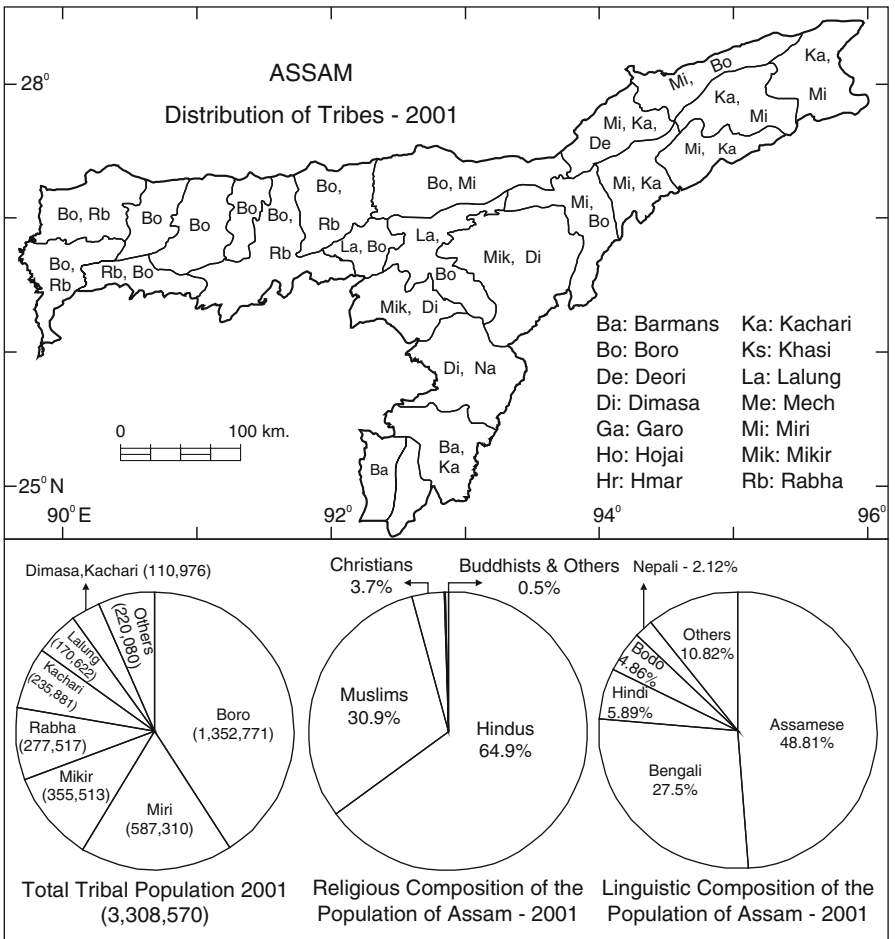 ASSAM
Distribution of Tribes - 2001
28⁰
25⁰ N
90⁰ E
92⁰
94⁰
96⁰
Mi, Bo
Ka,
Mi
Ka,
Mi
Mi, Ka,
De
Mi, Ka
Mi, Ka
Bo, Mi
Mi,
Bo
Bo, Rb
Bo
Bo
Bo
Bo,
Rb
Bo,
Rb
La, Bo
La,
Bo
Mik, Di
Bo,
Rb
Rb, Bo
Mik, Di
Di, Na
Ba,
Ka
Ba
0 100 km.
Ba: Barmans
Bo: Boro
De: Deori
Di: Dimasa
Ga: Garo
Ho: Hojai
Hr: Hmar
Ka: Kachari
Ks: Khasi
La: Lalung
Me: Mech
Mi: Miri
Mik: Mikir
Rb: Rabha
Dimasa,Kachari (110,976)
Others
(220,080)
Lalung
(170,622)
Kachari
(235,881)
Rabha
(277,517)
Mikir
(355,513)
Miri
(587,310)
Boro
(1,352,771)
Total Tribal Population 2001
(3,308,570)
Christians
3.7%
Buddhists & Others
0.5%
Muslims
30.9%
Hindus
64.9%
Religious Composition of the
Population of Assam - 2001
Nepali - 2.12%
Others
10.82%
Bodo
4.86%
Hindi
5.89%
Bengali
27.5%
Assamese
48.81%
Linguistic Composition of the
Population of Assam - 2001